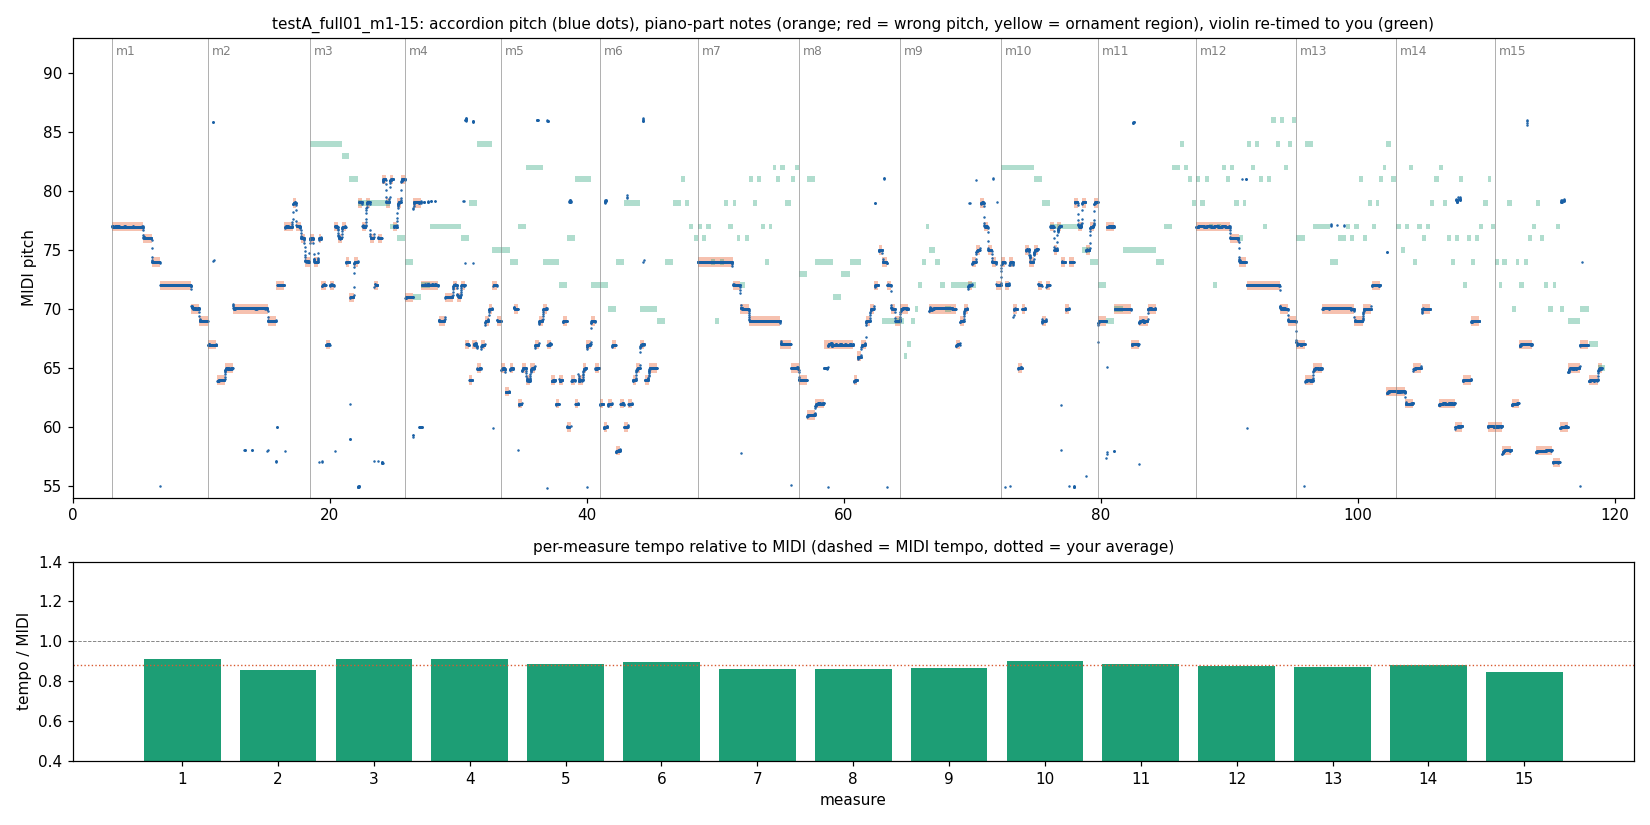 testA_full01_m1-15: accordion pitch (blue dots), piano-part notes (orange; red = wrong pitch, yellow = ornament region), violin re-timed to you (green)
m1 m2 m3 m4 m5 m6 m7 m8 m9 m10 m11 m12 m13 m14 m15
90
85
80
75
70
65
60
55
MIDI pitch
0 20 40 60 80 100 120
per-measure tempo relative to MIDI (dashed = MIDI tempo, dotted = your average)
1.4
1.2
1.0
0.8
0.6
0.4
tempo / MIDI
1 2 3 4 5 6 7 8 9 10 11 12 13 14 15
measure